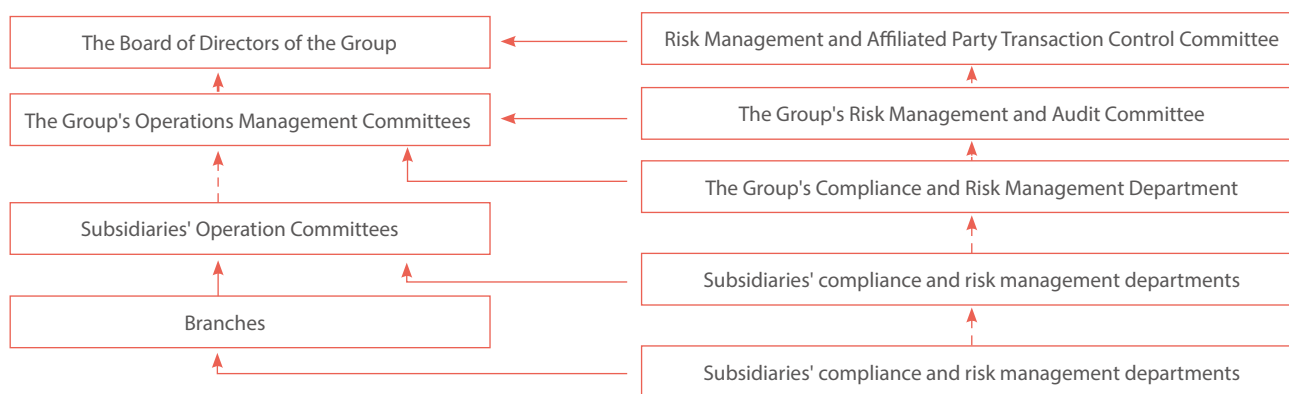 The Board of Directors of the Group
Risk Management and Affiliated Party Transaction Control Committee
The Group's Operations Management Committees
The Group's Risk Management and Audit Committee
The Group's Compliance and Risk Management Department
Subsidiaries' Operation Committees
Subsidiaries' compliance and risk management departments
Branches
Subsidiaries' compliance and risk management departments